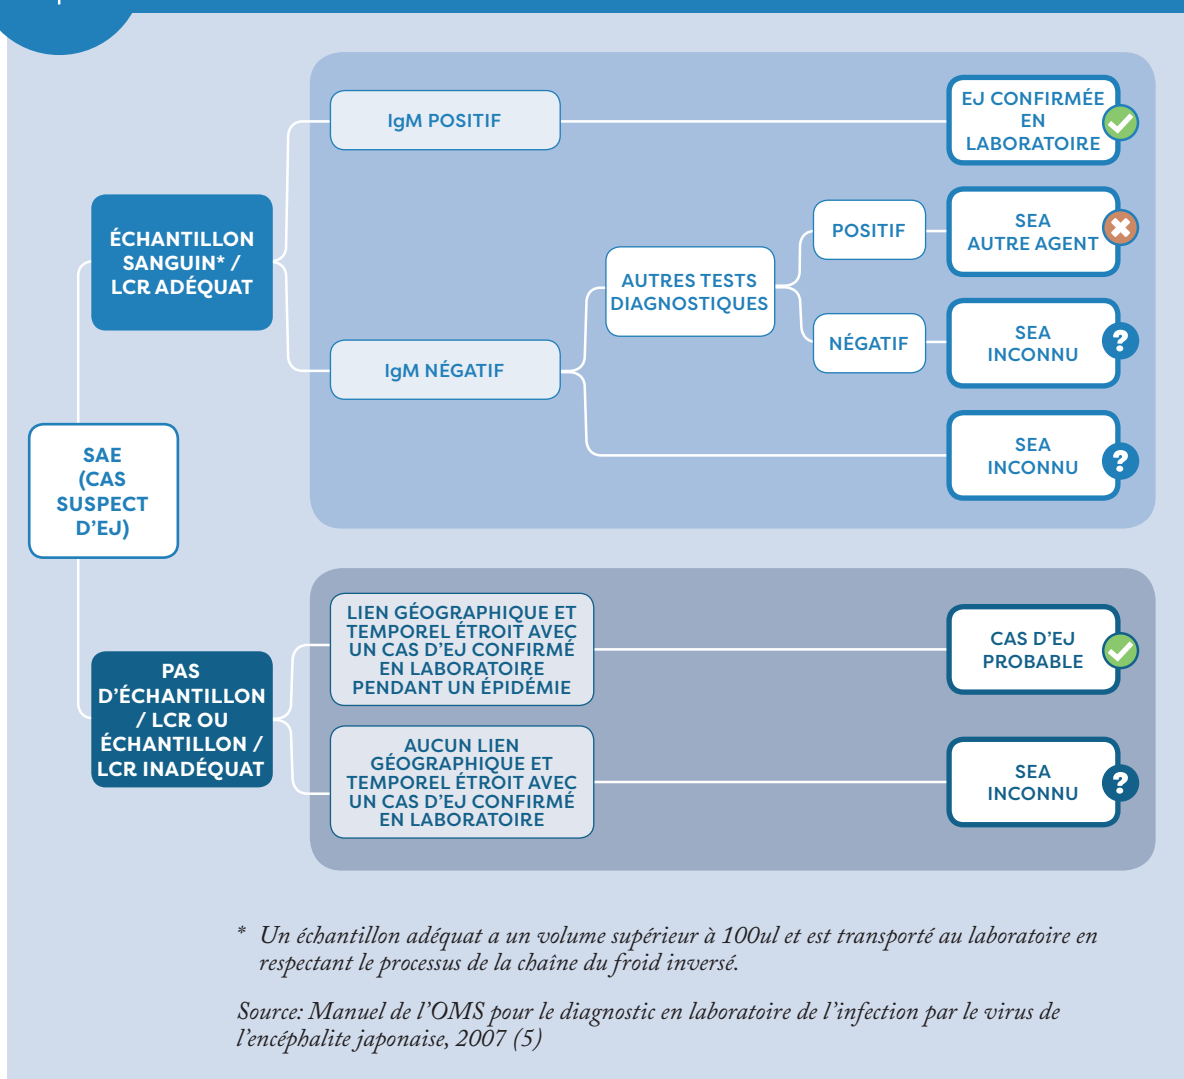 IgM POSITIF
EJ CONFIRMÉE
EN
LABORATOIRE
ÉCHANTILLON
SANGUIN* /
LCR ADÉQUAT
POSITIF
SEA
AUTRE AGENT
AUTRES TESTS
DIAGNOSTIQUES
NÉGATIF
SEA
INCONNU
IgM NÉGATIF
SEA
INCONNU
SAE
(CAS
SUSPECT
D'EJ)
PAS
D'ÉCHANTILLON
/ LCR OU
ÉCHANTILLON /
LCR INADÉQUAT
LIEN GÉOGRAPHIQUE ET
TEMPOREL ÉTROIT AVEC
UN CAS D'EJ CONFIRMÉ
EN LABORATOIRE
PENDANT UN ÉPIDÉMIE
CAS D'EJ
PROBABLE
AUCUN LIEN
GÉOGRAPHIQUE ET
TEMPOREL ÉTROIT AVEC
UN CAS D'EJ CONFIRMÉ
EN LABORATOIRE
SEA
INCONNU
* Un échantillon adéquat a un volume supérieur à 100ul et est transporté au laboratoire en
respectant le processus de la chaîne du froid inversé.
Source: Manuel de l'OMS pour le diagnostic en laboratoire de l'infection par le virus de
l'encéphalite japonaise, 2007 (5)